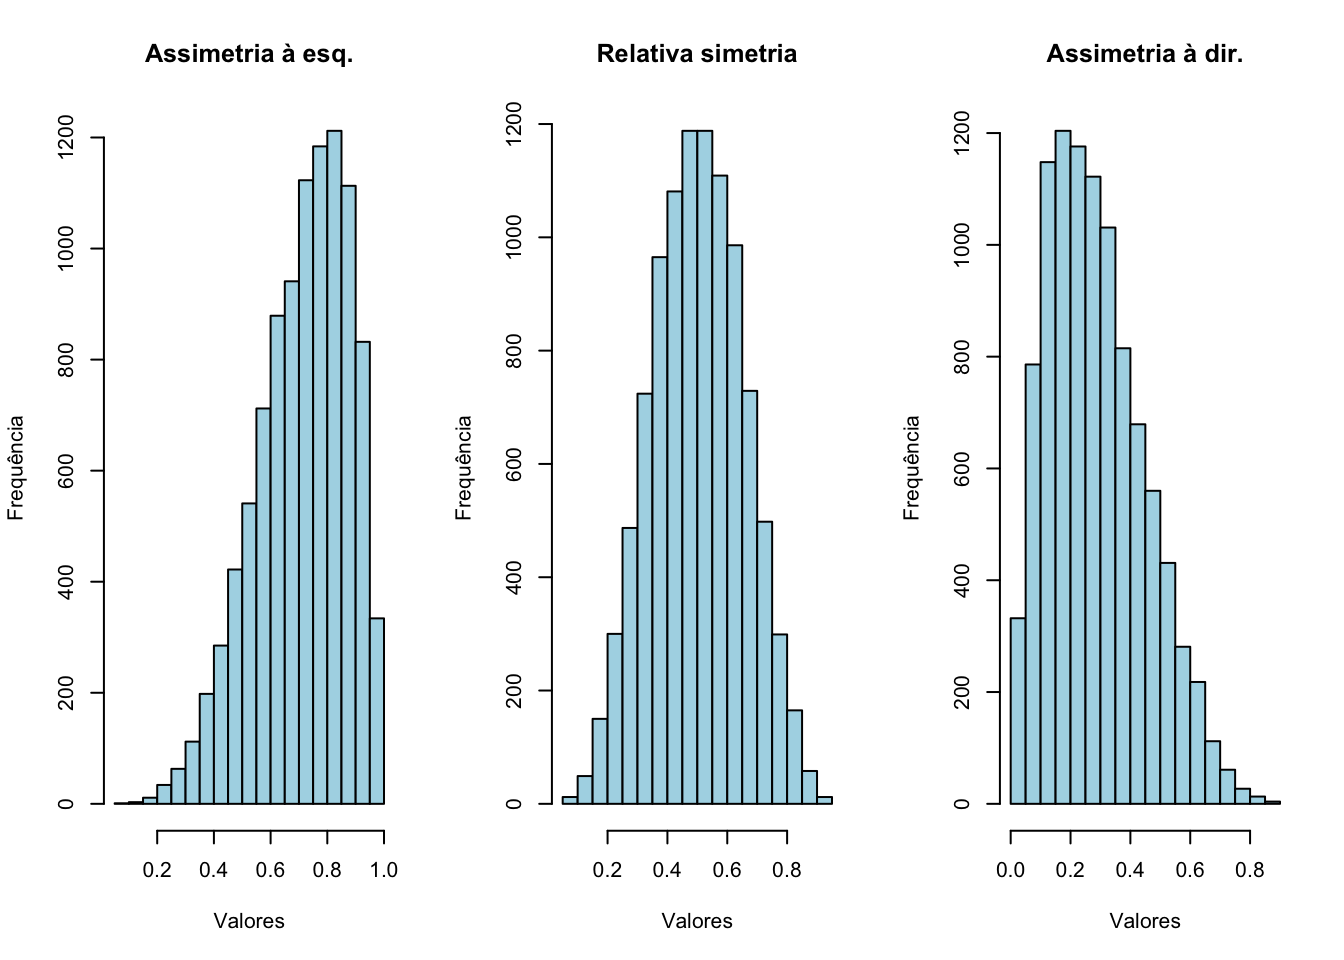 Assimetria à esq.
Frequência
1200
1000
800
600
400
200
0
0.2 0.4 0.6 0.8 1.0
Valores
Relativa simetria
Frequência
1200
1000
800
600
400
200
0
0.2 0.4 0.6 0.8
Valores
Assimetria à dir.
Frequência
1200
1000
800
600
400
200
0
0.0 0.2 0.4 0.6 0.8
Valores